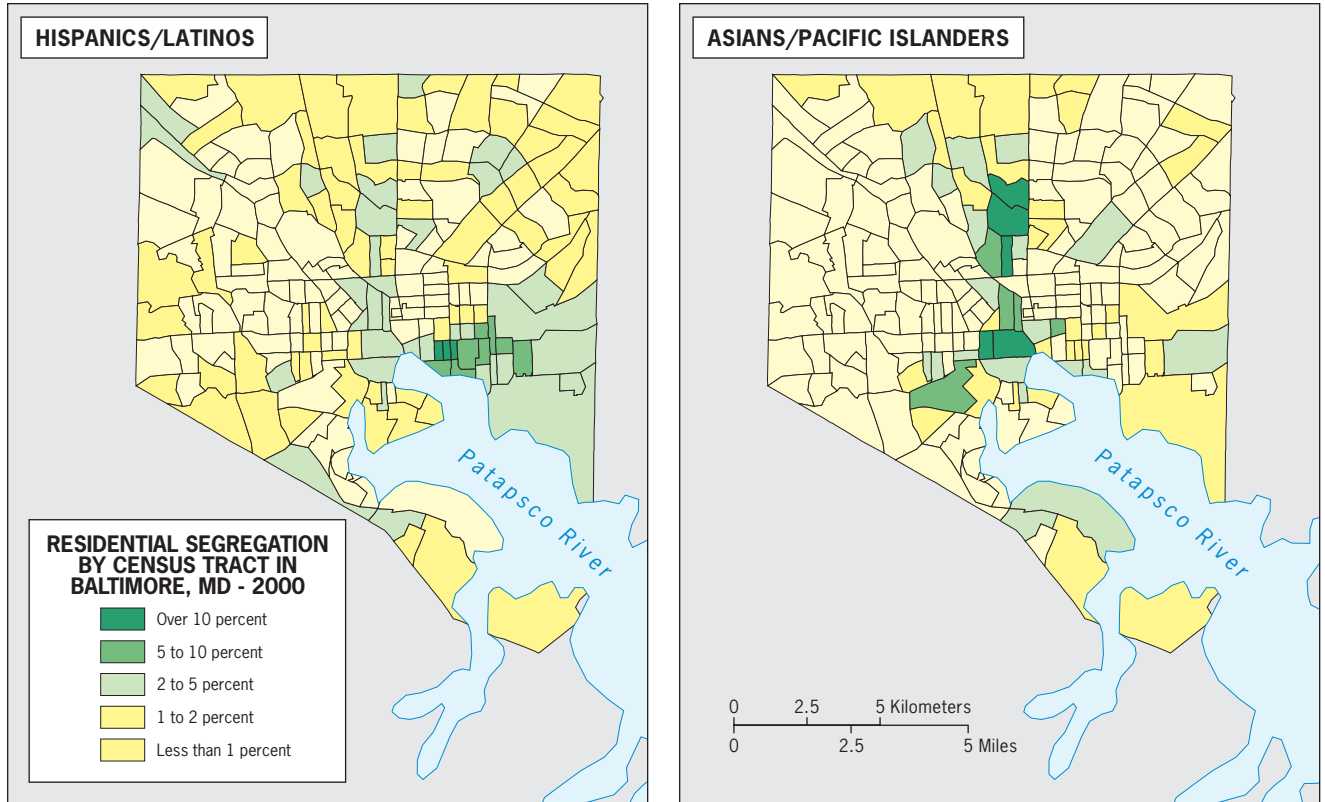 HISPANICS/LATINOS
Patapsco River
RESIDENTIAL SEGREGATION
BY CENSUS TRACT IN
BALTIMORE, MD - 2000
Over 10 percent
5 to 10 percent
2 to 5 percent
1 to 2 percent
Less than 1 percent
ASIANS/PACIFIC ISLANDERS
Patapsco River
0 2.5 5 Kilometers
0 2.5 5 Miles